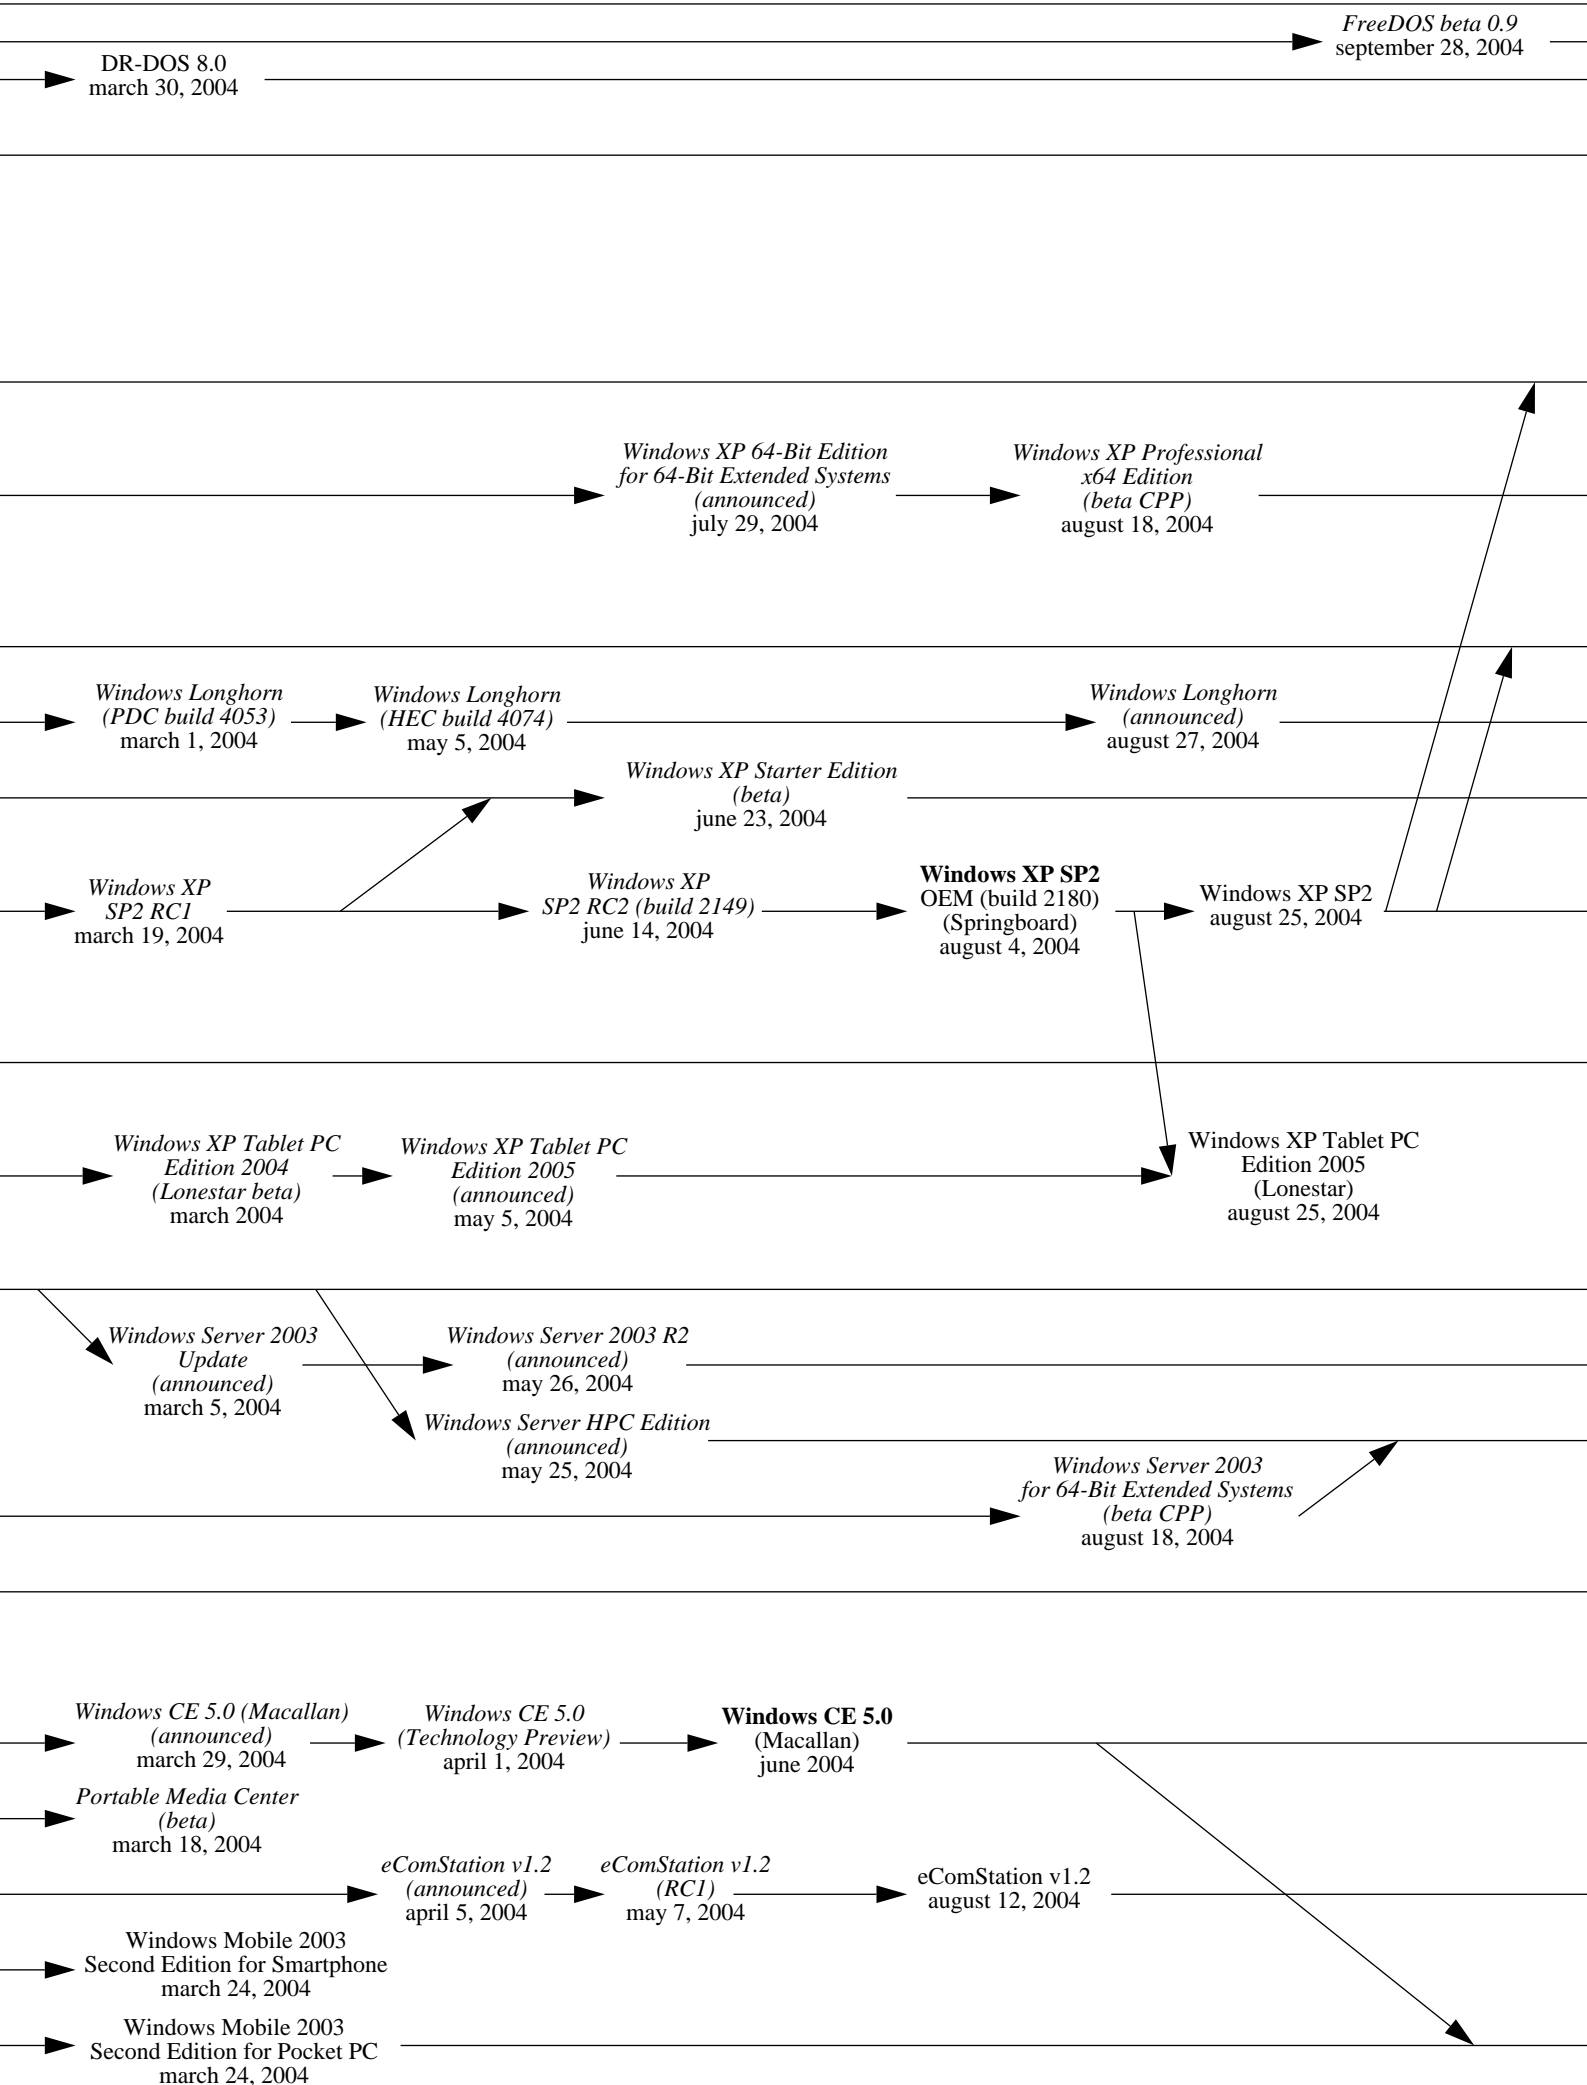 FreeDOS beta 0.9
september 28, 2004
DR-DOS 8.0
march 30, 2004
Windows XP 64-Bit Edition
for 64-Bit Extended Systems
(announced)
july 29, 2004
Windows XP Professional
x64 Edition
(beta CPP)
august 18, 2004
Windows Longhorn
(PDC build 4053)
march 1, 2004
Windows Longhorn
(HEC build 4074)
may 5, 2004
Windows Longhorn
(announced)
august 27, 2004
Windows XP Starter Edition
(beta)
june 23, 2004
Windows XP
SP2 RC1
march 19, 2004
Windows XP
SP2 RC2 (build 2149)
june 14, 2004
Windows XP SP2
OEM (build 2180)
(Springboard)
august 4, 2004
Windows XP SP2
august 25, 2004
Windows XP Tablet PC
Edition 2004
(Lonestar beta)
march 2004
Windows XP Tablet PC
Edition 2005
(announced)
may 5, 2004
Windows XP Tablet PC
Edition 2005
(Lonestar)
august 25, 2004
Windows Server 2003
Update
(announced)
march 5, 2004
Windows Server 2003 R2
(announced)
may 26, 2004
Windows Server HPC Edition
(announced)
may 25, 2004
Windows Server 2003
for 64-Bit Extended Systems
(beta CPP)
august 18, 2004
Windows CE 5.0 (Macallan)
(announced)
march 29, 2004
Windows CE 5.0
(Technology Preview)
april 1, 2004
Windows CE 5.0
(Macallan)
june 2004
Portable Media Center
(beta)
march 18, 2004
eComStation v1.2
(announced)
april 5, 2004
eComStation v1.2
(RC1)
may 7, 2004
eComStation v1.2
august 12, 2004
Windows Mobile 2003
Second Edition for Smartphone
march 24, 2004
Windows Mobile 2003
Second Edition for Pocket PC
march 24, 2004